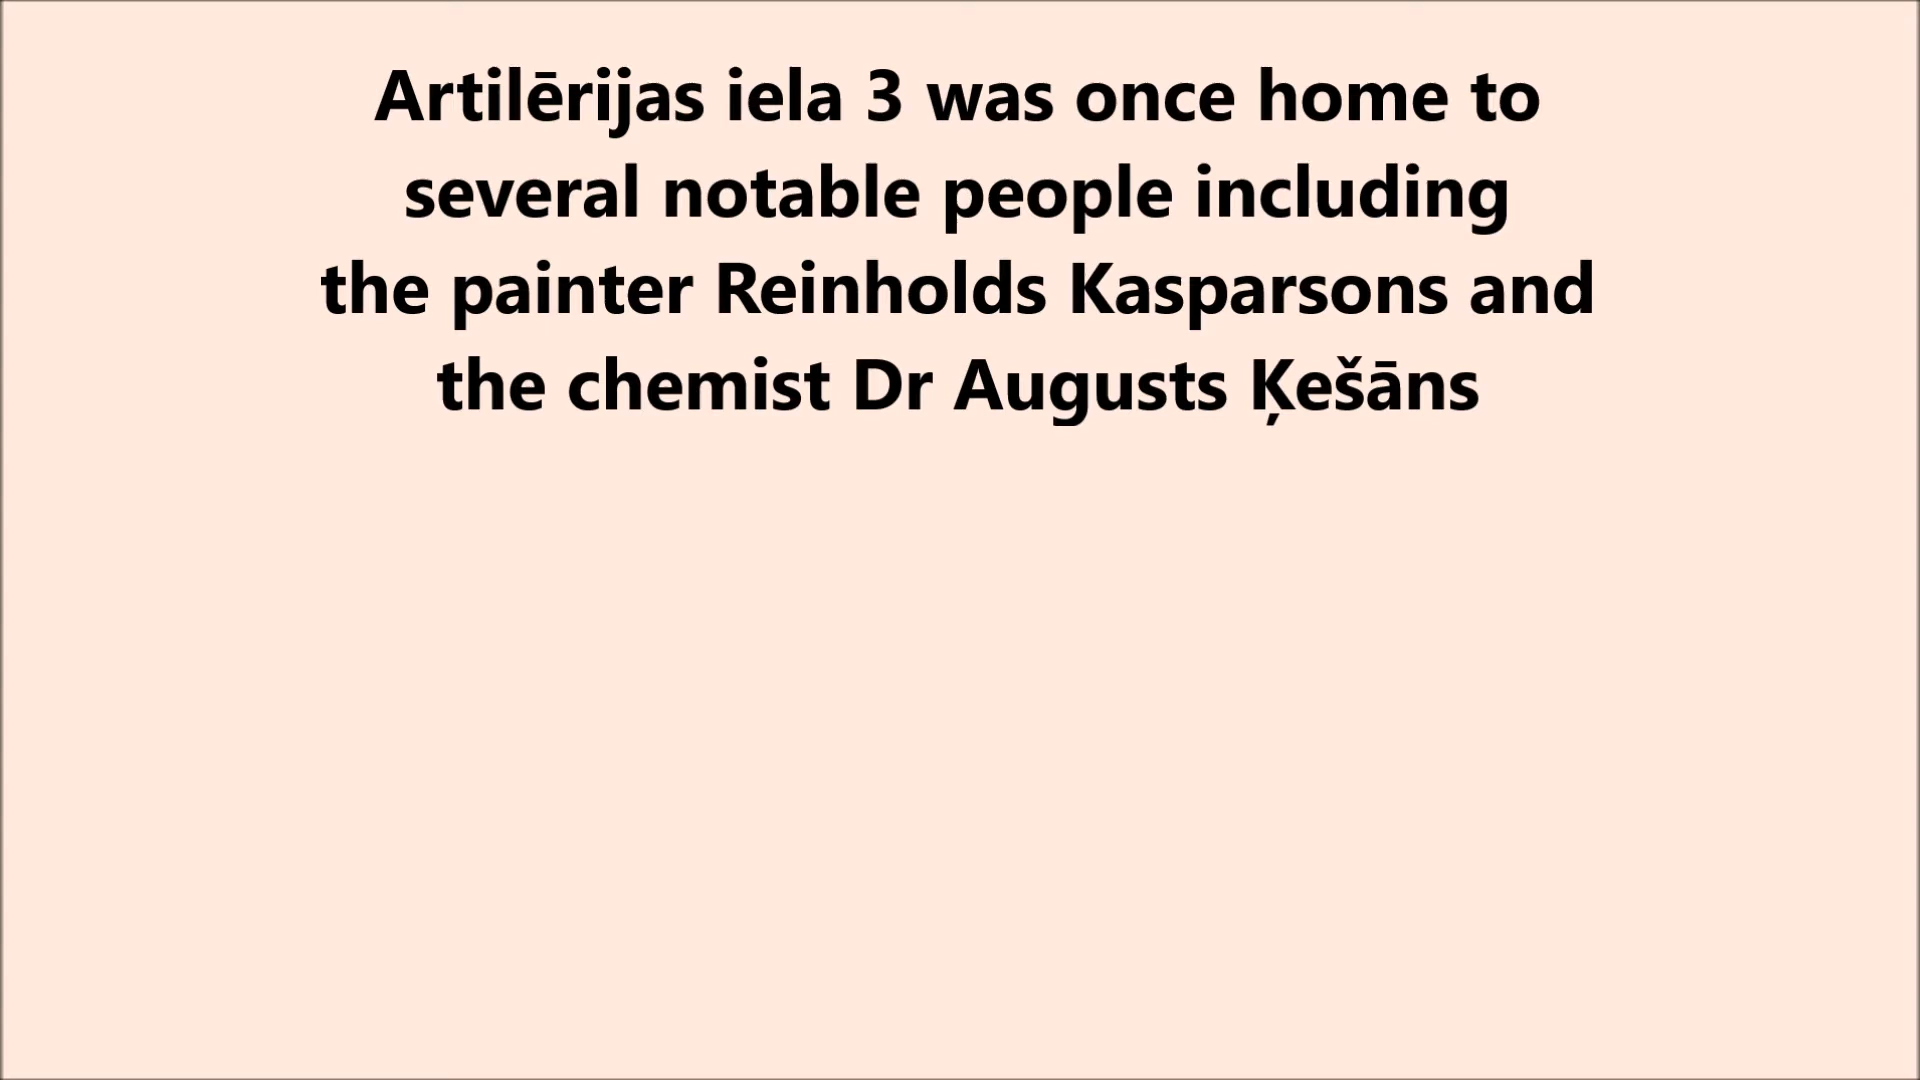 Artilērijas iela 3 was once home to
several notable people including
the painter Reinholds Kasparsons and
the chemist Dr Augusts Ķešāns